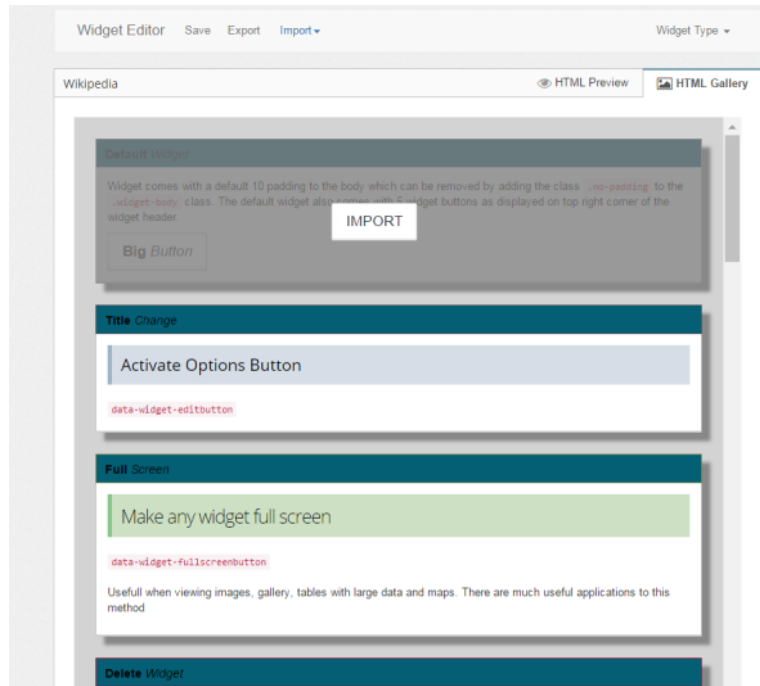 Widget Editor Save Export Import Widget Type
Wikipedia HTML Preview HTML Gallery
Default Widget
Widget comes with a default 10 padding to the body which can be removed by adding the class .no-padding to the
.widget-body class. The default widget also comes with 5 widget buttons as displayed on top right corner of the
widget header.
IMPORT
Big Button
Title Change
Activate Options Button
data-widget-editbutton
Full Screen
Make any widget full screen
data-widget-fullscreenbutton
Usefull when viewing images, gallery, tables with large data and maps. There are much useful applications to this
method
Delete Widget